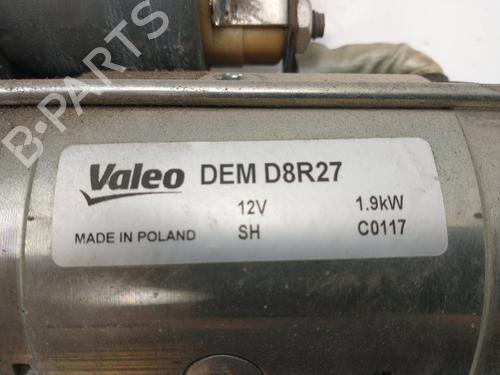 B-PARTS
Valeo DEM D8R27
12V 1.9kW
MADE IN POLAND SH C0117